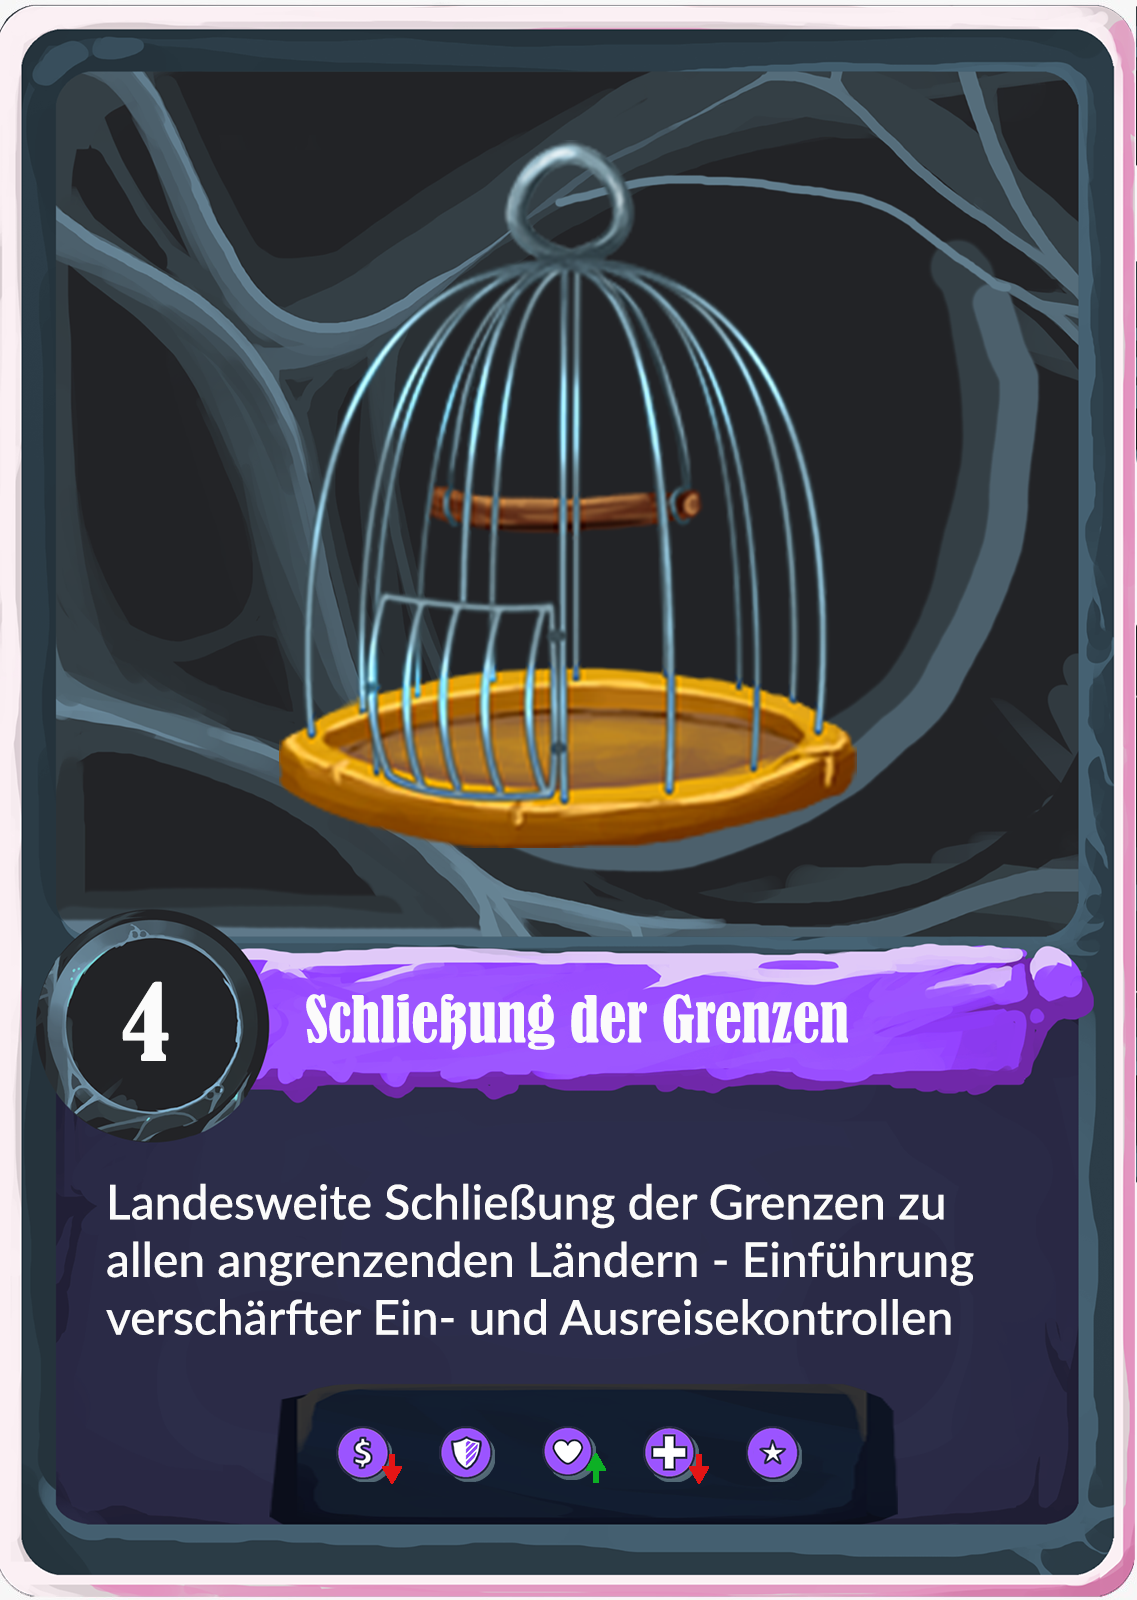 4
Schließung der Grenzen
Landesweite Schließung der Grenzen zu
allen angrenzenden Ländern - Einführung
verschärfter Ein- und Ausreisekontrollen
$